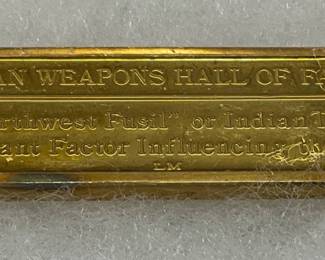 AN WEAPONS HALL OF F
rthwest Fusil" or Indian T
ant Factor Influencing
LM